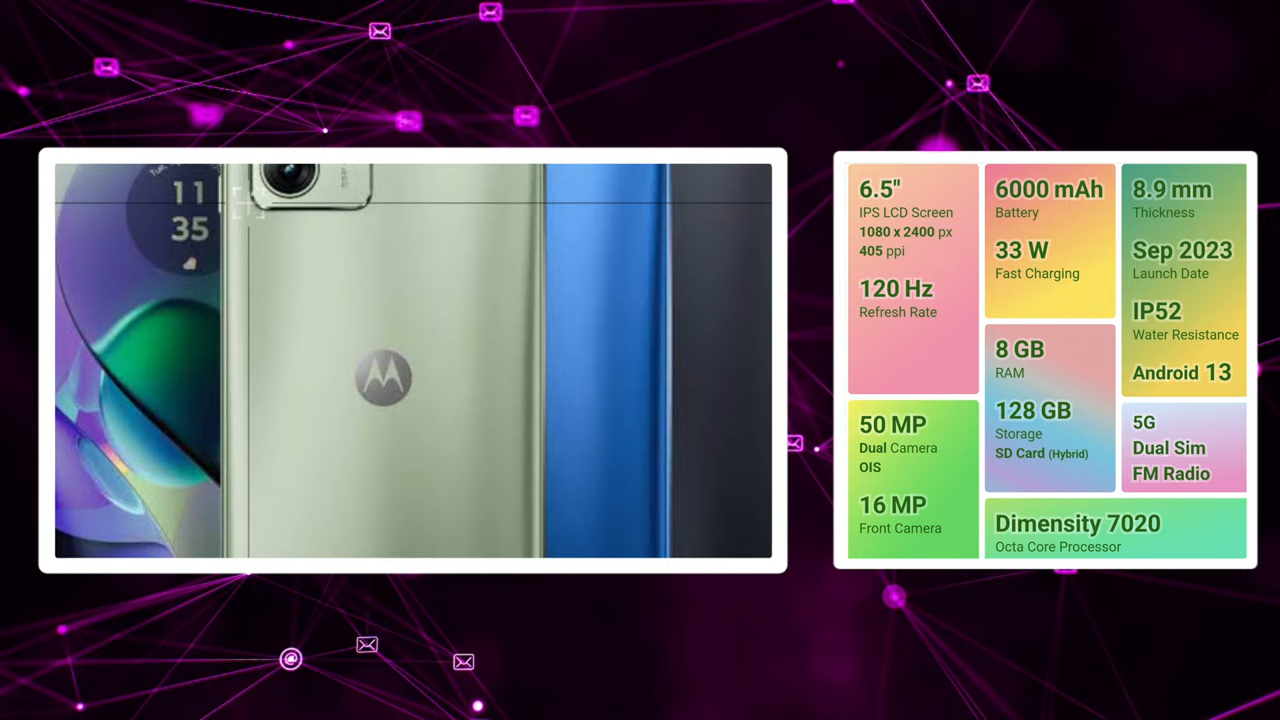 11
35
6.5"
IPS LCD Screen
1080 x 2400 px
405 ppi
120 Hz
Refresh Rate
50 MP
Dual Camera
OIS
16 MP
Front Camera
6000 mAh
Battery
33 W
Fast Charging
8 GB
RAM
128 GB
Storage
SD Card (Hybrid)
8.9 mm
Thickness
Sep 2023
Launch Date
IP52
Water Resistance
Android 13
5G
Dual Sim
FM Radio
Dimensity 7020
Octa Core Processor